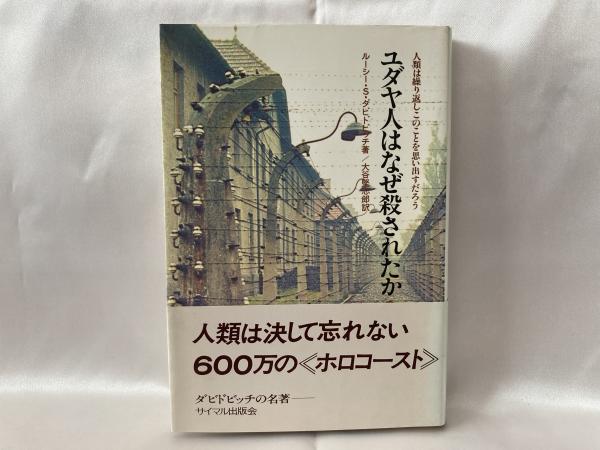 人類は繰り返しこのことを思い出すだろう
ユダヤ人はなぜ殺されたか
ルーシー・S・ダビドビッチ著／大谷堅志郎訳
人類は決して忘れない
600万の《ホロコースト》
ダビドビッチの名著──
サイマル出版会